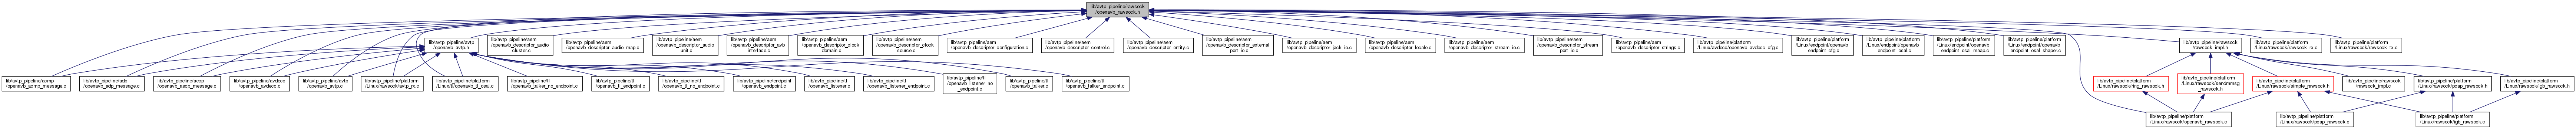 lib/avtp_pipeline/rawsock
/openavb_rawsock.h
lib/avtp_pipeline/avtp
/openavb_avtp.h
lib/avtp_pipeline/aem
/openavb_descriptor_audio
_cluster.c
lib/avtp_pipeline/aem
/openavb_descriptor_audio_map.c
lib/avtp_pipeline/aem
/openavb_descriptor_audio
_unit.c
lib/avtp_pipeline/aem
/openavb_descriptor_avb
_interface.c
lib/avtp_pipeline/aem
/openavb_descriptor_clock
_domain.c
lib/avtp_pipeline/aem
/openavb_descriptor_clock
_source.c
lib/avtp_pipeline/aem
/openavb_descriptor_configuration.c
lib/avtp_pipeline/aem
/openavb_descriptor_control.c
lib/avtp_pipeline/aem
/openavb_descriptor_entity.c
lib/avtp_pipeline/aem
/openavb_descriptor_external
_port_io.c
lib/avtp_pipeline/aem
/openavb_descriptor_jack_io.c
lib/avtp_pipeline/aem
/openavb_descriptor_locale.c
lib/avtp_pipeline/aem
/openavb_descriptor_stream_io.c
lib/avtp_pipeline/aem
/openavb_descriptor_stream
_port_io.c
lib/avtp_pipeline/aem
/openavb_descriptor_strings.c
lib/avtp_pipeline/platform
/Linux/avdecc/openavb_avdecc_cfg.c
lib/avtp_pipeline/platform
/Linux/endpoint/openavb
_endpoint_cfg.c
lib/avtp_pipeline/platform
/Linux/endpoint/openavb
_endpoint_osal.c
lib/avtp_pipeline/platform
/Linux/endpoint/openavb
_endpoint_osal_maap.c
lib/avtp_pipeline/platform
/Linux/endpoint/openavb
_endpoint_osal_shaper.c
lib/avtp_pipeline/rawsock
/rawsock_impl.h
lib/avtp_pipeline/platform
/Linux/rawsock/rawsock_rx.c
lib/avtp_pipeline/platform
/Linux/rawsock/rawsock_tx.c
lib/avtp_pipeline/acmp
/openavb_acmp_message.c
lib/avtp_pipeline/adp
/openavb_adp_message.c
lib/avtp_pipeline/aecp
/openavb_aecp_message.c
lib/avtp_pipeline/avdecc
/openavb_avdecc.c
lib/avtp_pipeline/avtp
/openavb_avtp.c
lib/avtp_pipeline/platform
/Linux/rawsock/avtp_rx.c
lib/avtp_pipeline/platform
/Linux/tl/openavb_tl_osal.c
lib/avtp_pipeline/tl
/openavb_talker_no_endpoint.c
lib/avtp_pipeline/tl
/openavb_tl_endpoint.c
lib/avtp_pipeline/tl
/openavb_tl_no_endpoint.c
lib/avtp_pipeline/endpoint
/openavb_endpoint.c
lib/avtp_pipeline/tl
/openavb_listener.c
lib/avtp_pipeline/tl
/openavb_listener_endpoint.c
lib/avtp_pipeline/tl
/openavb_listener_no
_endpoint.c
lib/avtp_pipeline/tl
/openavb_talker.c
lib/avtp_pipeline/tl
/openavb_talker_endpoint.c
lib/avtp_pipeline/platform
/Linux/rawsock/ring_rawsock.h
lib/avtp_pipeline/platform
/Linux/rawsock/sendmmsg
_rawsock.h
lib/avtp_pipeline/platform
/Linux/rawsock/simple_rawsock.h
lib/avtp_pipeline/rawsock
/rawsock_impl.c
lib/avtp_pipeline/platform
/Linux/rawsock/pcap_rawsock.h
lib/avtp_pipeline/platform
/Linux/rawsock/igb_rawsock.h
lib/avtp_pipeline/platform
/Linux/rawsock/openavb_rawsock.c
lib/avtp_pipeline/platform
/Linux/rawsock/pcap_rawsock.c
lib/avtp_pipeline/platform
/Linux/rawsock/igb_rawsock.c